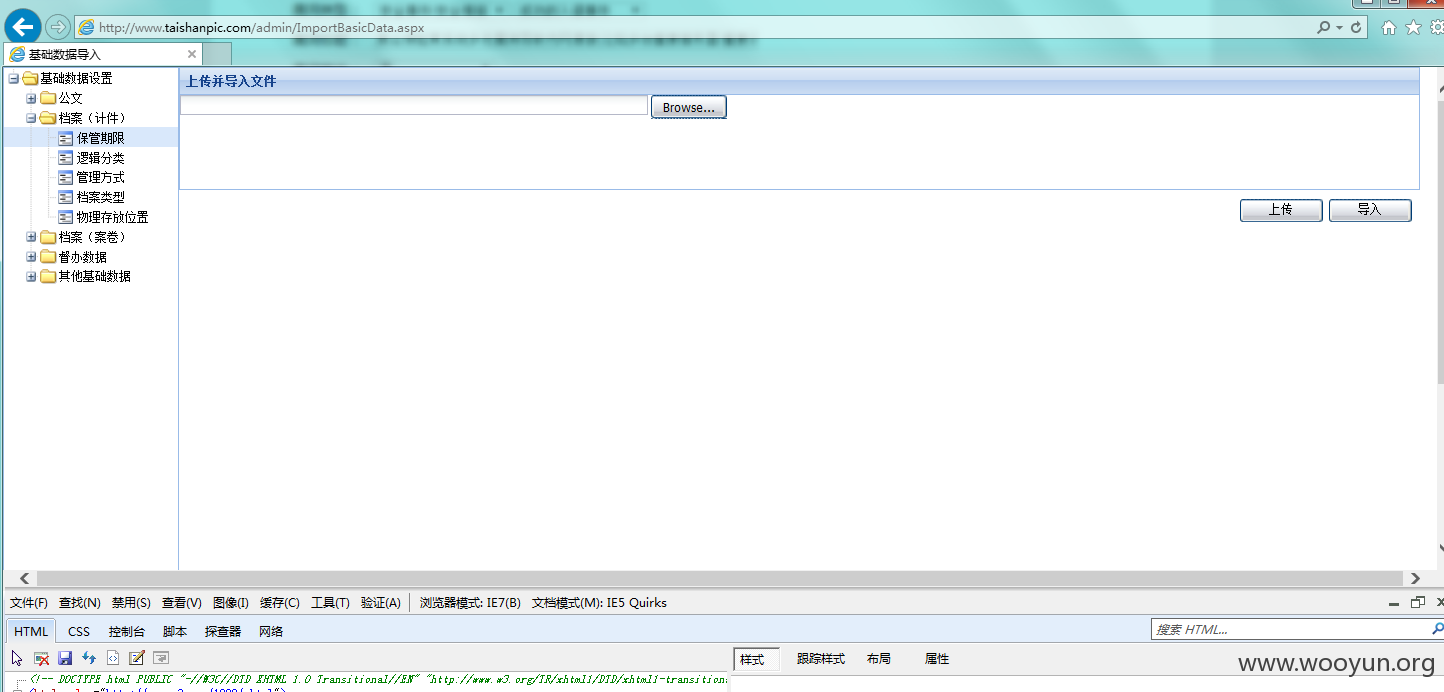 http://www.taishanpic.com/admin/ImportBasicData.aspx
基础数据导入
基础数据设置
公文
档案（计件）
保管期限
逻辑分类
管理方式
档案类型
物理存放位置
档案（案卷）
督办数据
其他基础数据
上传并导入文件
Browse...
上传 导入
文件(F) 查找(N) 禁用(S) 查看(V) 图像(I) 缓存(C) 工具(T) 验证(A) 浏览器模式: IE7(B) 文档模式(M): IE5 Quirks
HTML CSS 控制台 脚本 探查器 网络
搜索 HTML...
样式 跟踪样式 布局 属性
<!-- DOCTYPE html PUBLIC "-//W3C//DTD XHTML 1.0 Transitional//EN" "http://www.w3.org/TR/xhtml1/DTD/xhtml1-transition
www.wooyun.org